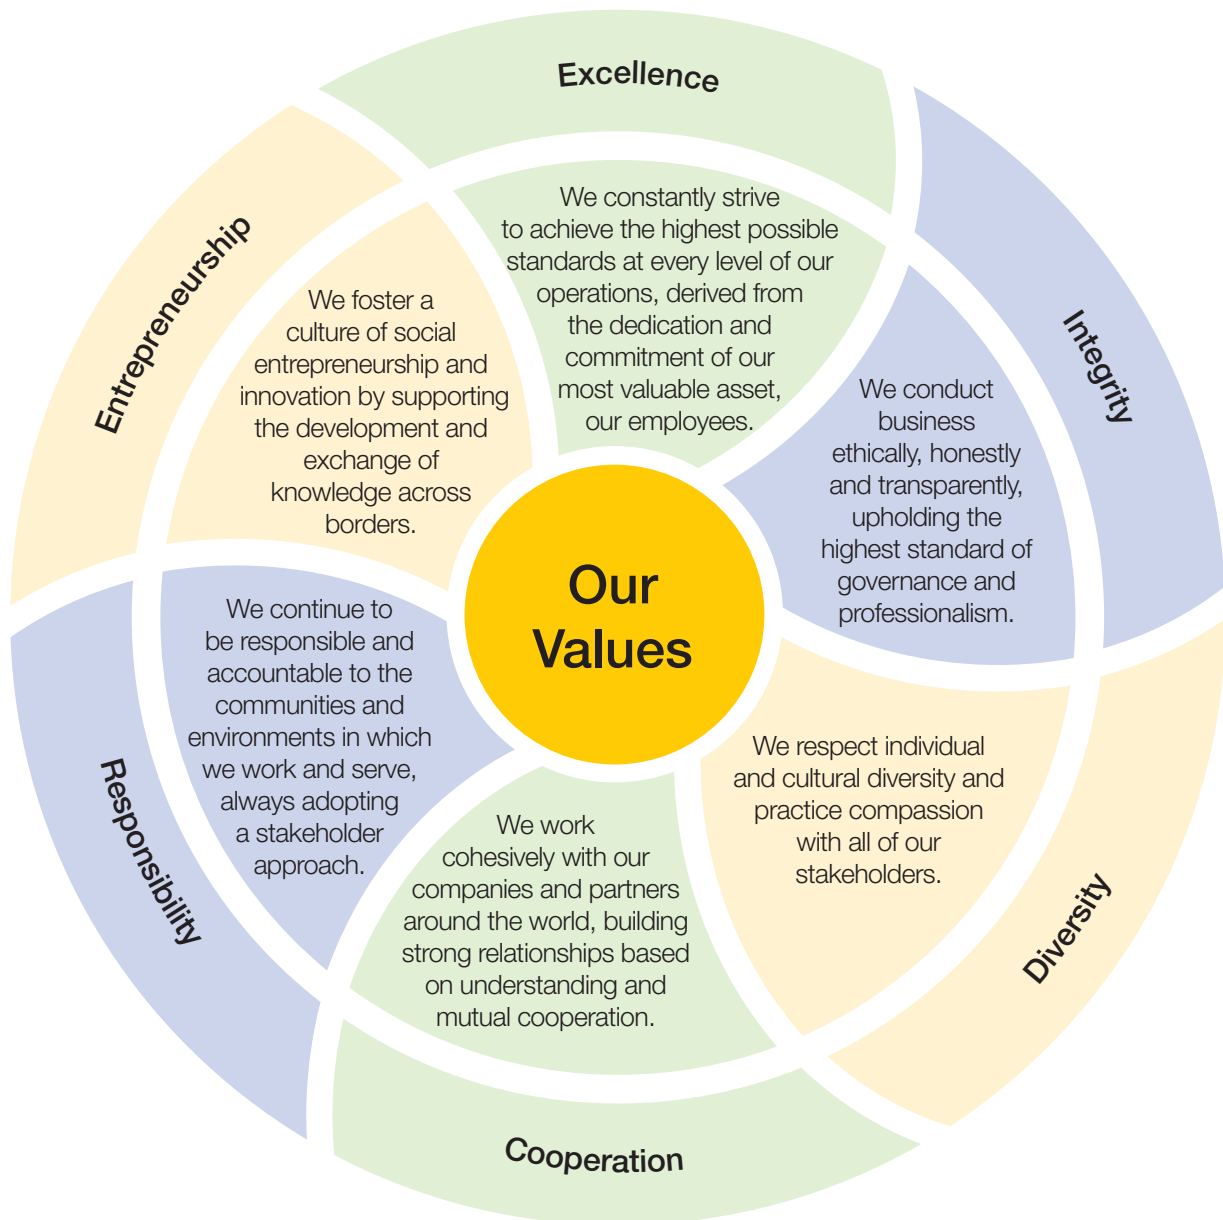 Our
Values
Excellence
We constantly strive
to achieve the highest possible
standards at every level of our
operations, derived from
the dedication and
commitment of our
most valuable asset,
our employees.
Integrity
We conduct
business
ethically, honestly
and transparently,
upholding the
highest standard of
governance and
professionalism.
Diversity
We respect individual
and cultural diversity and
practice compassion
with all of our
stakeholders.
Cooperation
We work
cohesively with our
companies and partners
around the world, building
strong relationships based
on understanding and
mutual cooperation.
Responsibility
We continue to
be responsible and
accountable to the
communities and
environments in which
we work and serve,
always adopting
a stakeholder
approach.
Entrepreneurship
We foster a
culture of social
entrepreneurship and
innovation by supporting
the development and
exchange of
knowledge across
borders.